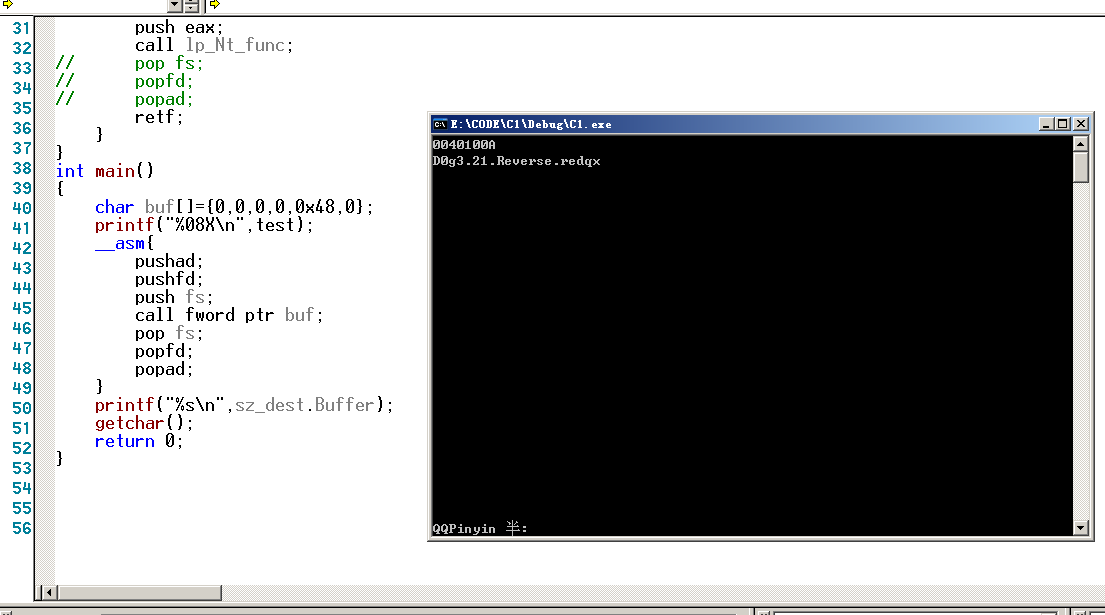 31 push eax;
32 call lp_Nt_func;
33 // pop fs;
34 // popfd;
35 // popad;
36 retf;
37 }
38 }
39 int main()
40 {
41 char buf[]={0,0,0,0,0x48,0};
42 printf("%08X\n",test);
43 __asm{
44 pushad;
45 pushfd;
46 push fs;
47 call fword ptr buf;
48 pop fs;
49 popfd;
50 popad;
51 }
52 printf("%s\n",sz_dest.Buffer);
53 getchar();
54 return 0;
55 }
56
E:\CODE\C1\Debug\C1.exe
0040100A
D0g3.21.Reverse.redqx
QQPinyin 半: